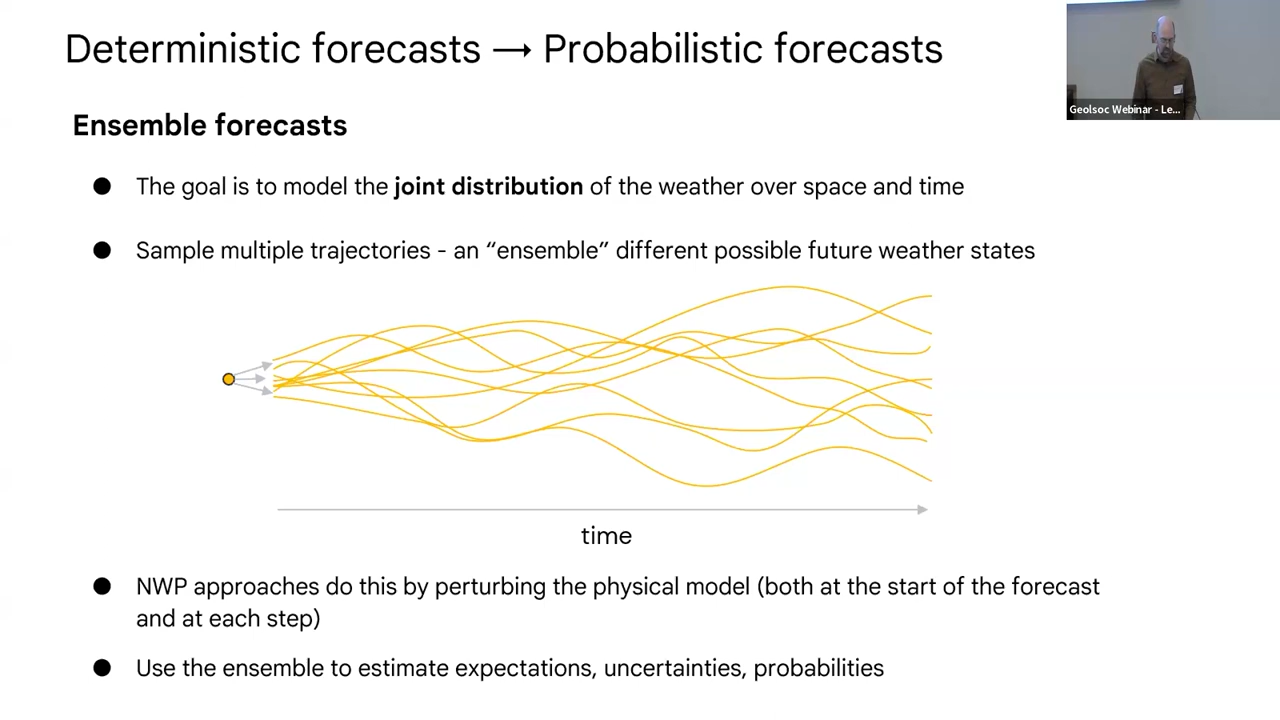 Deterministic forecasts → Probabilistic forecasts
Geolsoc Webinar - Le...
Ensemble forecasts
● The goal is to model the joint distribution of the weather over space and time
● Sample multiple trajectories - an “ensemble” different possible future weather states
time
● NWP approaches do this by perturbing the physical model (both at the start of the forecast
and at each step)
● Use the ensemble to estimate expectations, uncertainties, probabilities